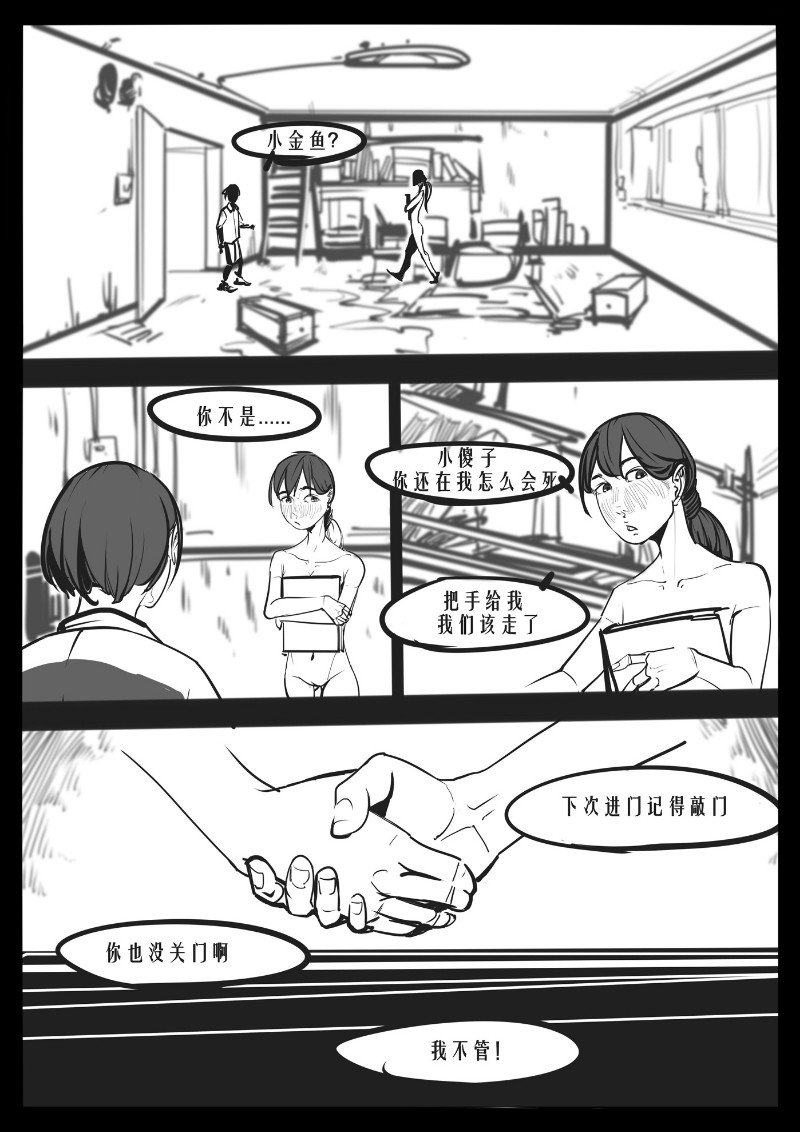 小金鱼?
你不是......
小傻子
你还在我怎么会死
把手给我
我们该走了
下次进门记得敲门
你也没关门啊
我不管!